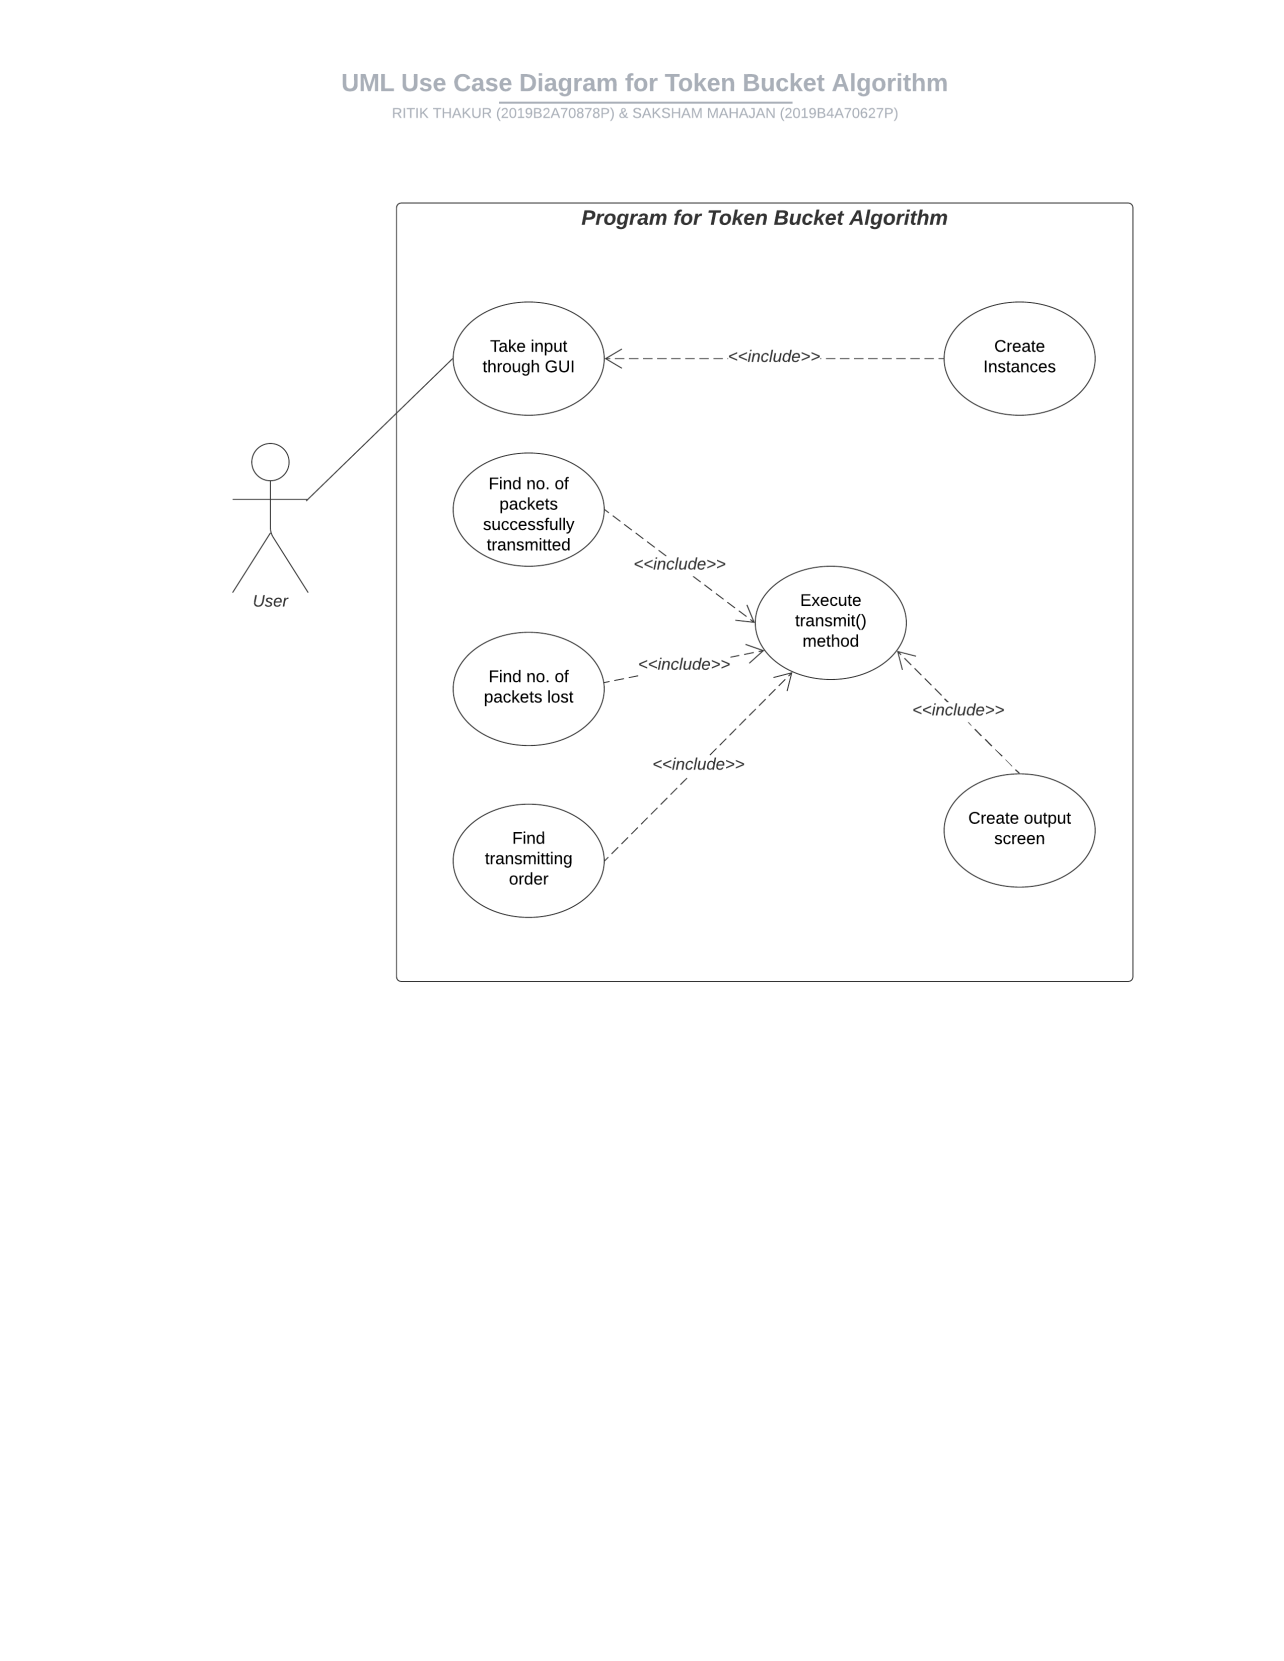 UML Use Case Diagram for Token Bucket Algorithm
RITIK THAKUR (2019B2A70878P) & SAKSHAM MAHAJAN (2019B4A70627P)
Program for Token Bucket Algorithm
Take input
through GUI
<<include>>
Create
Instances
Find no. of
packets
successfully
transmitted
<<include>>
User
Execute
transmit()
method
Find no. of
packets lost
<<include>>
<<include>>
<<include>>
Find
transmitting
order
Create output
screen